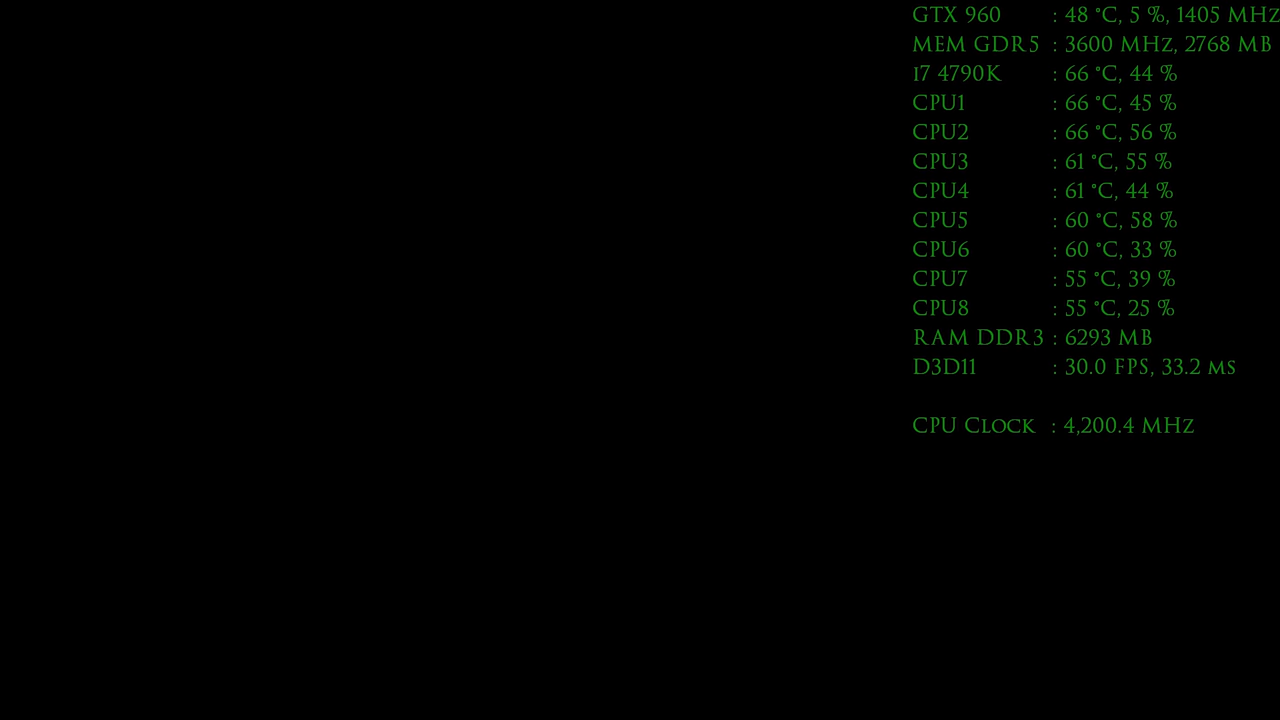 GTX 960 : 48 °C, 5 %, 1405 MHz
MEM GDR5 : 3600 MHz, 2768 MB
i7 4790K : 66 °C, 44 %
CPU1 : 66 °C, 45 %
CPU2 : 66 °C, 56 %
CPU3 : 61 °C, 55 %
CPU4 : 61 °C, 44 %
CPU5 : 60 °C, 58 %
CPU6 : 60 °C, 33 %
CPU7 : 55 °C, 39 %
CPU8 : 55 °C, 25 %
RAM DDR3 : 6293 MB
D3D11 : 30.0 FPS, 33.2 ms
CPU Clock : 4,200.4 MHz